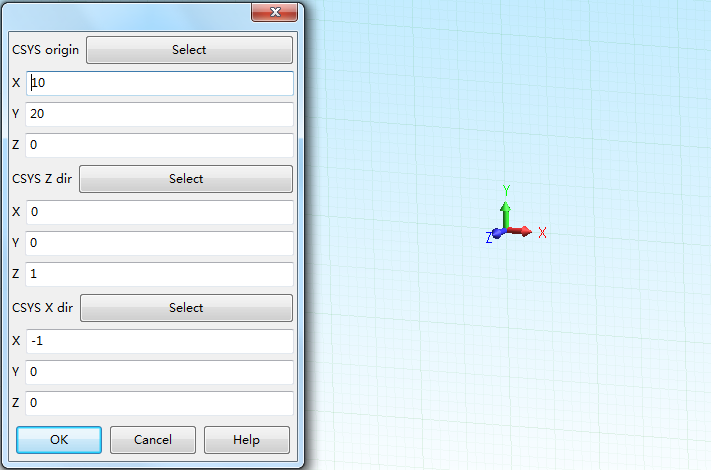 CSYS origin Select
X 10
Y 20
Z 0
CSYS Z dir Select
X 0
Y 0
Z 1
CSYS X dir Select
X -1
Y 0
Z 0
OK Cancel Help
Y
Z X